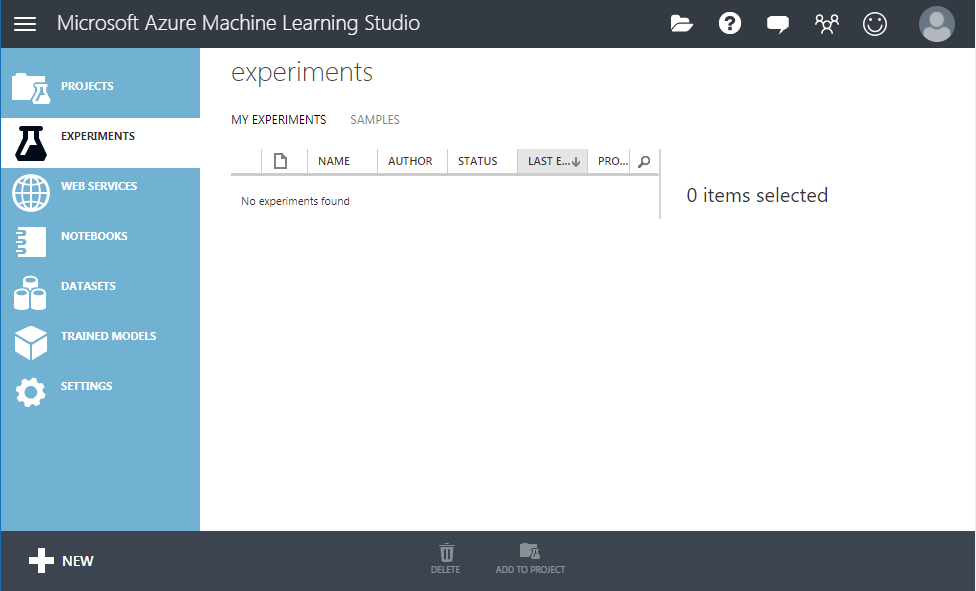 Microsoft Azure Machine Learning Studio
PROJECTS
EXPERIMENTS
WEB SERVICES
NOTEBOOKS
DATASETS
TRAINED MODELS
SETTINGS
experiments
MY EXPERIMENTS SAMPLES
NAME AUTHOR STATUS LAST E... PRO...
No experiments found
0 items selected
NEW
DELETE
ADD TO PROJECT